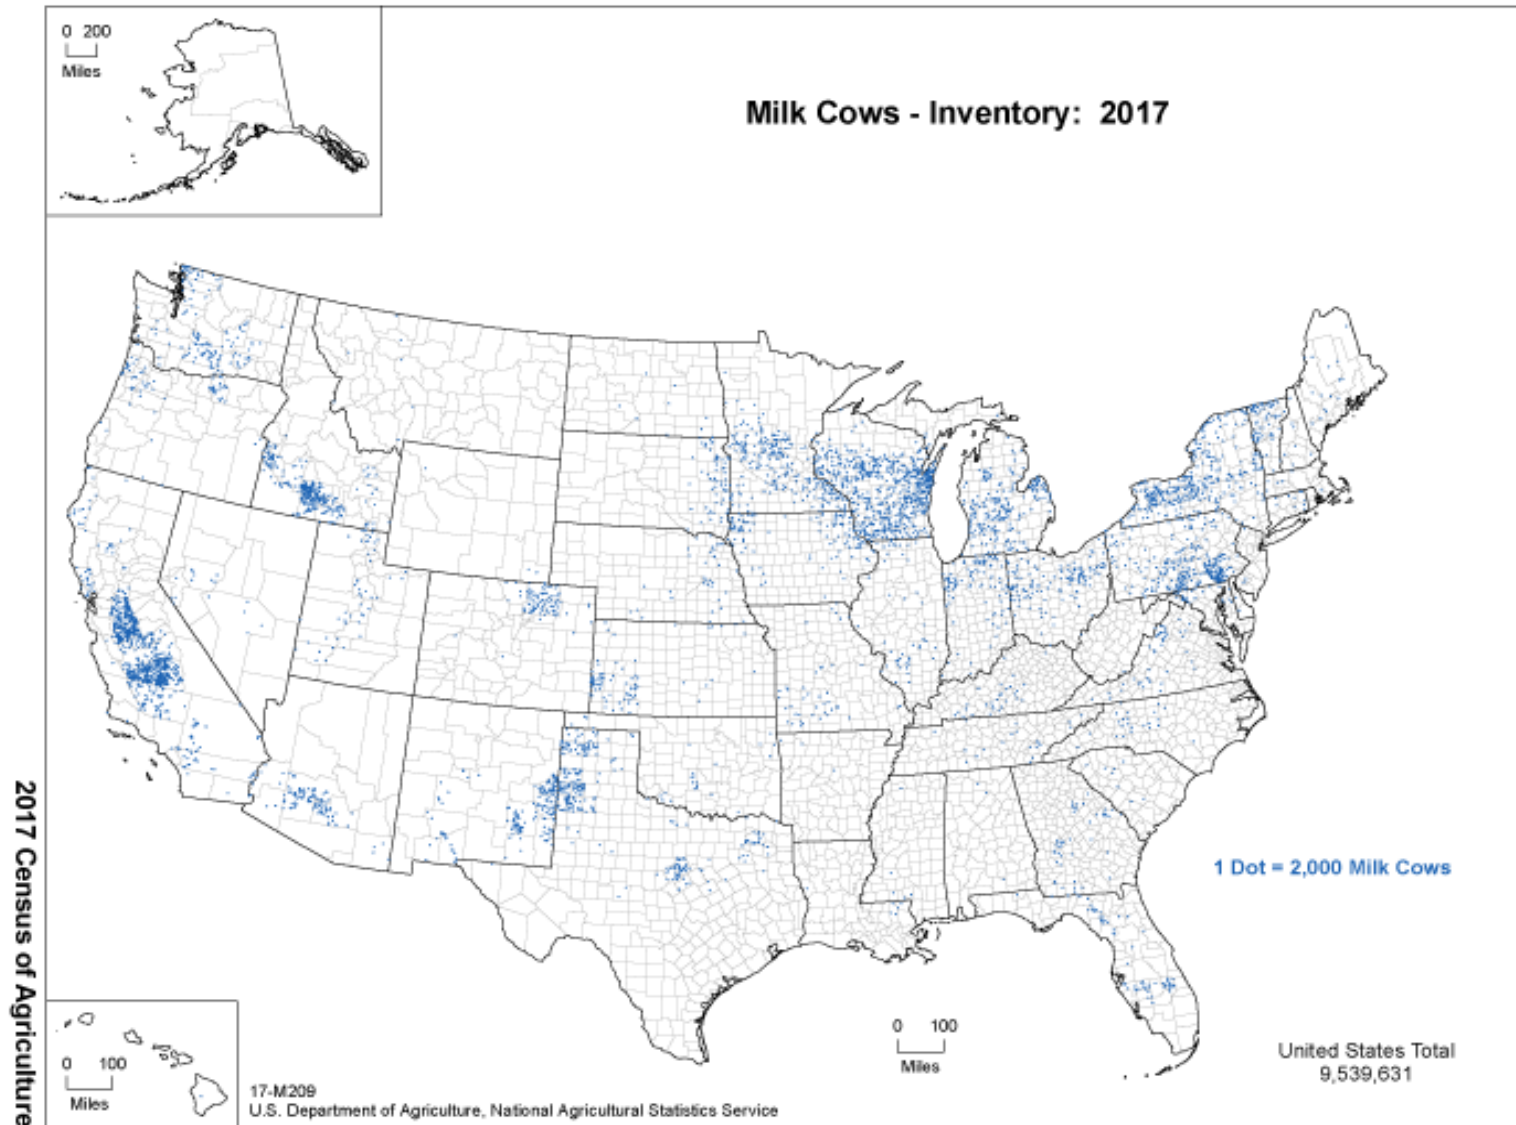 0 200
Miles
Milk Cows - Inventory: 2017
1 Dot = 2,000 Milk Cows
2017 Census of Agriculture
0 100
Miles
0 100
Miles
United States Total
9,539,631
17-M209
U.S. Department of Agriculture, National Agricultural Statistics Service